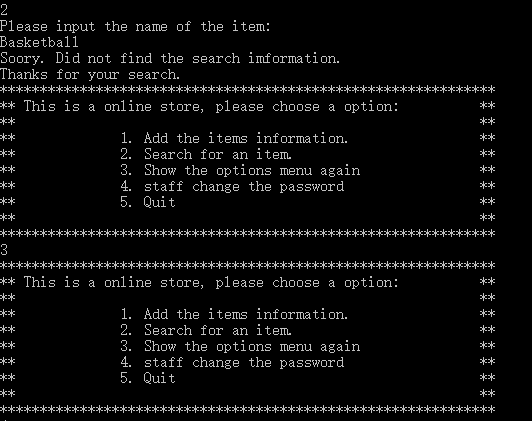 2
Please input the name of the item:
Basketball
Soory. Did not find the search imformation.
Thanks for your search.
***************************************************************
** This is a online store, please choose a option: **
** **
** 1. Add the items information. **
** 2. Search for an item. **
** 3. Show the options menu again **
** 4. staff change the password **
** 5. Quit **
** **
***************************************************************
3
***************************************************************
** This is a online store, please choose a option: **
** **
** 1. Add the items information. **
** 2. Search for an item. **
** 3. Show the options menu again **
** 4. staff change the password **
** 5. Quit **
** **
***************************************************************